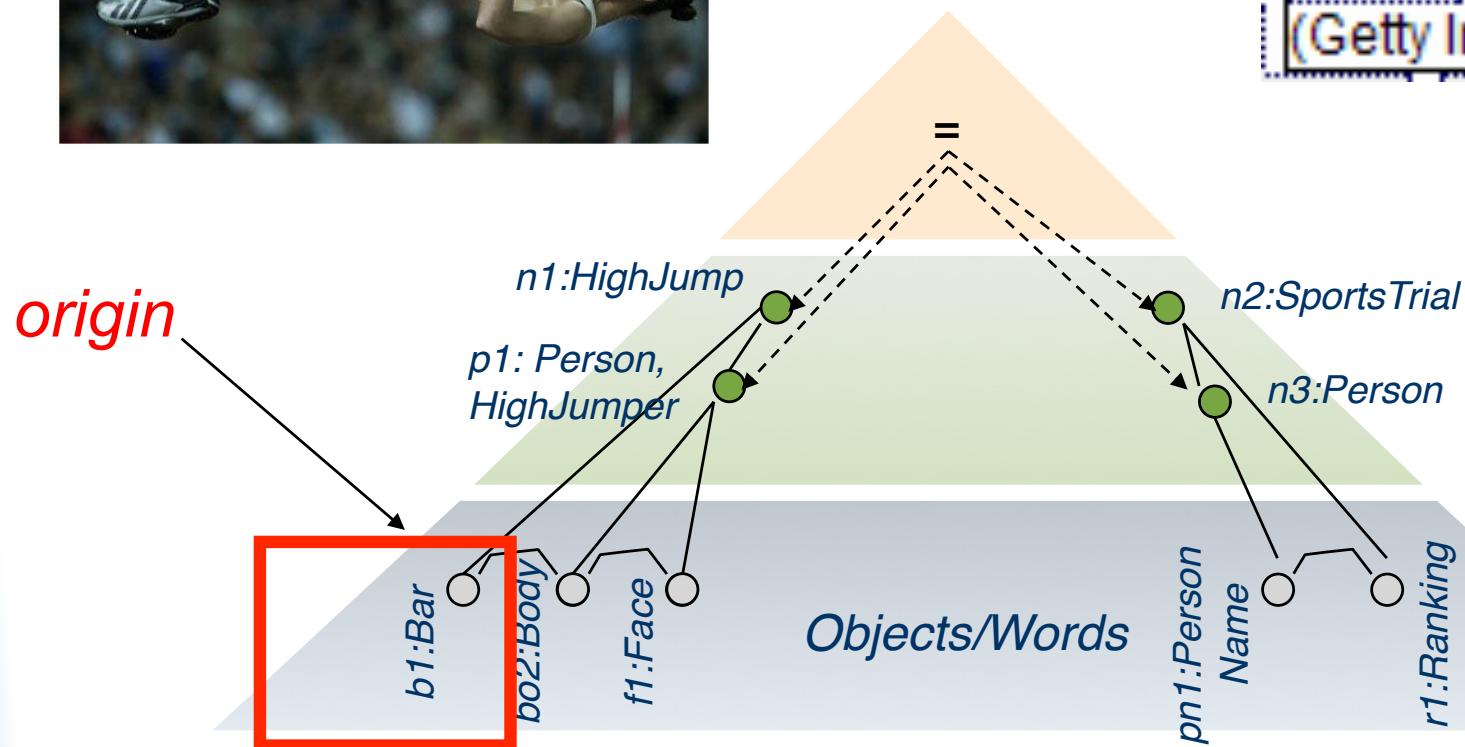 (Getty
=
n1:HighJump
n2:SportsTrial
origin
p1: Person,
HighJumper
n3:Person
b1:Bar
bo2:Body
f1:Face
Objects/Words
pn1:Person
Name
r1:Ranking